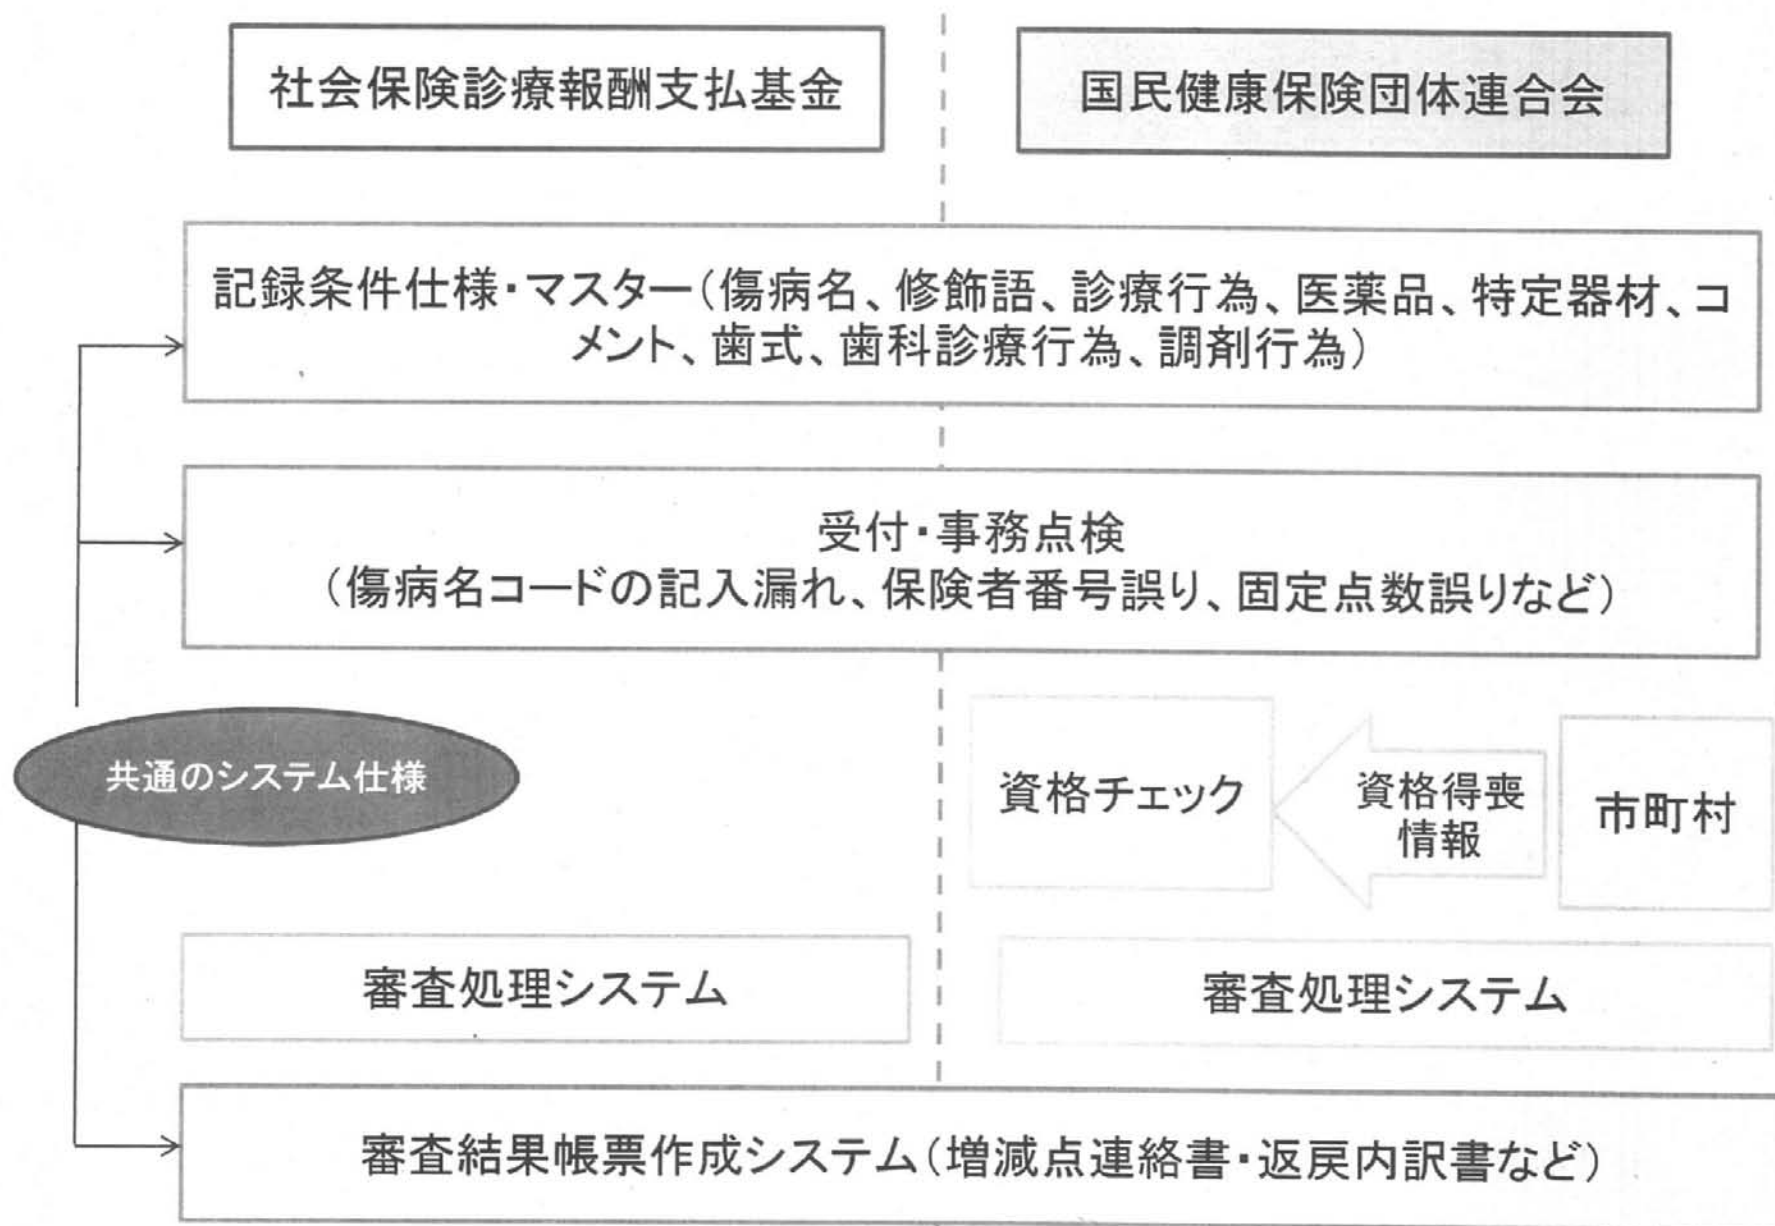 社会保険診療報酬支払基金
国民健康保険団体連合会
記録条件仕様・マスター(傷病名、修飾語、診療行為、医薬品、特定器材、コ
メント、歯式、歯科診療行為、調剤行為)
受付・事務点検
(傷病名コードの記入漏れ、保険者番号誤り、固定点数誤りなど)
共通のシステム仕様
資格チェック
資格得喪
情報
市町村
審査処理システム
審査処理システム
審査結果帳票作成システム(増減点連絡書・返戻内訳書など)